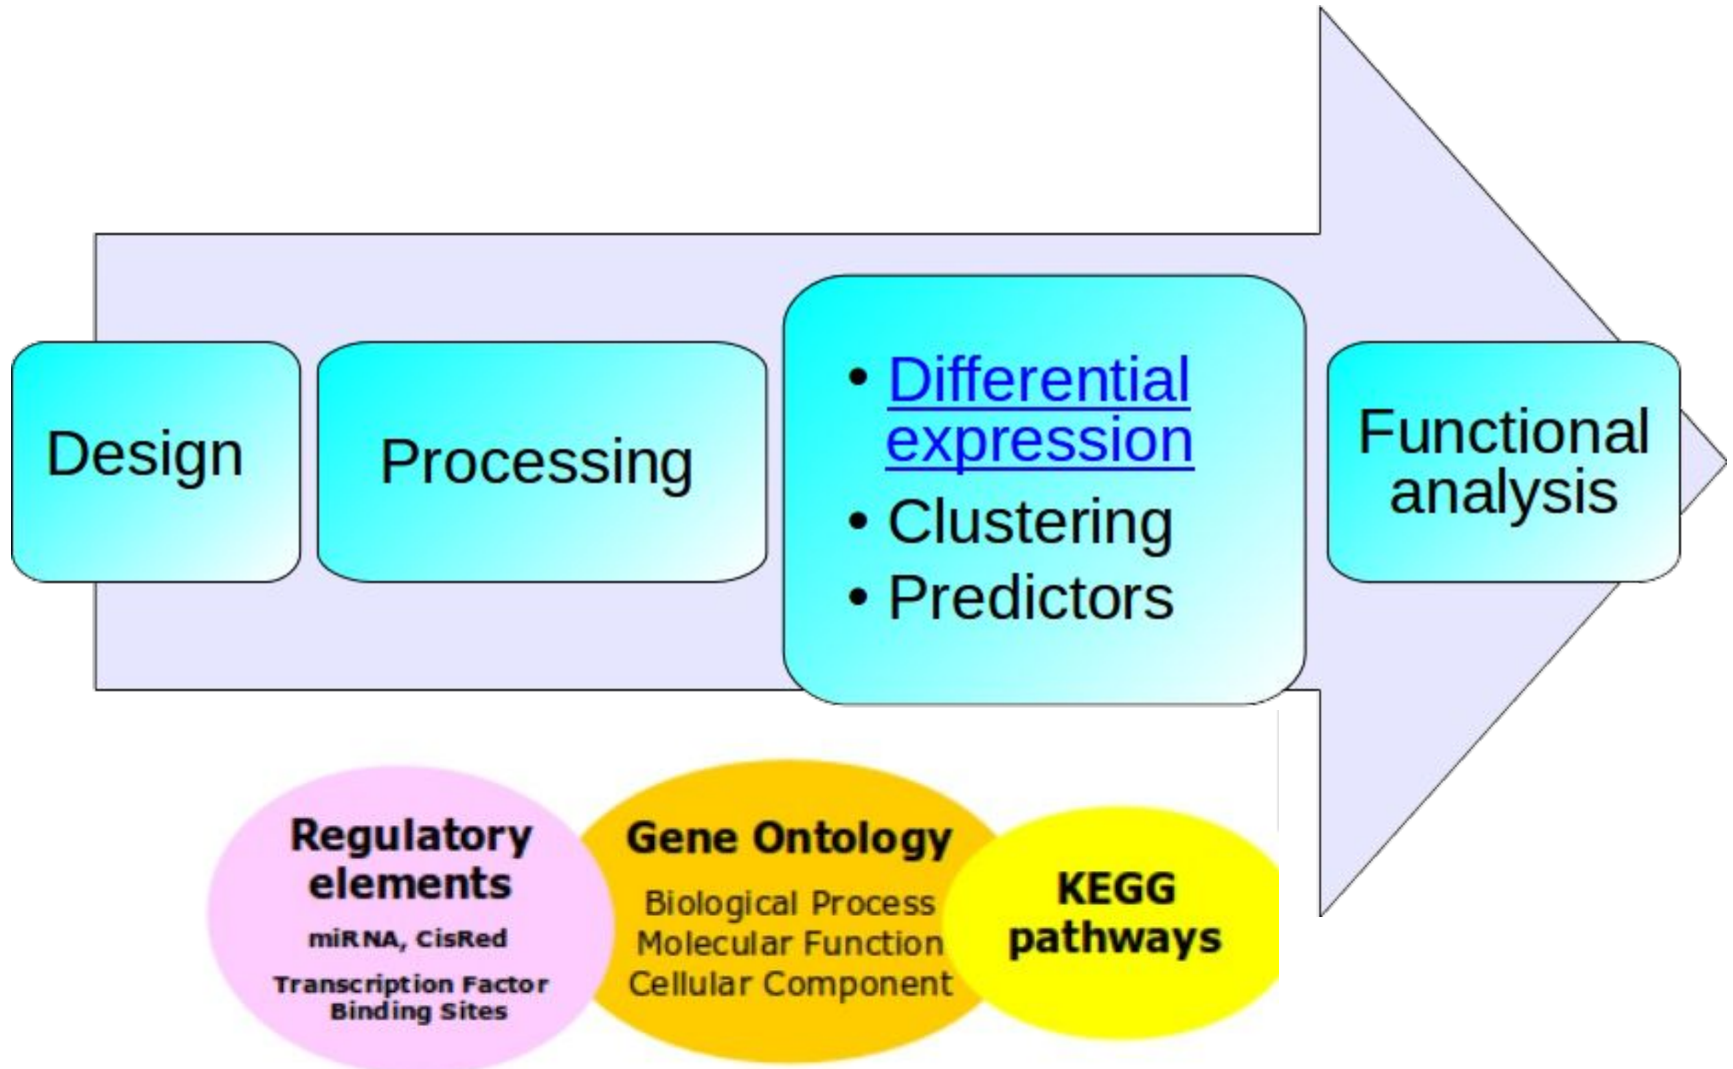 Design
Processing
• Differential
expression
• Clustering
• Predictors
Functional
analysis
Regulatory
elements
miRNA, CisRed
Transcription Factor
Binding Sites
Gene Ontology
Biological Process
Molecular Function
Cellular Component
KEGG
pathways